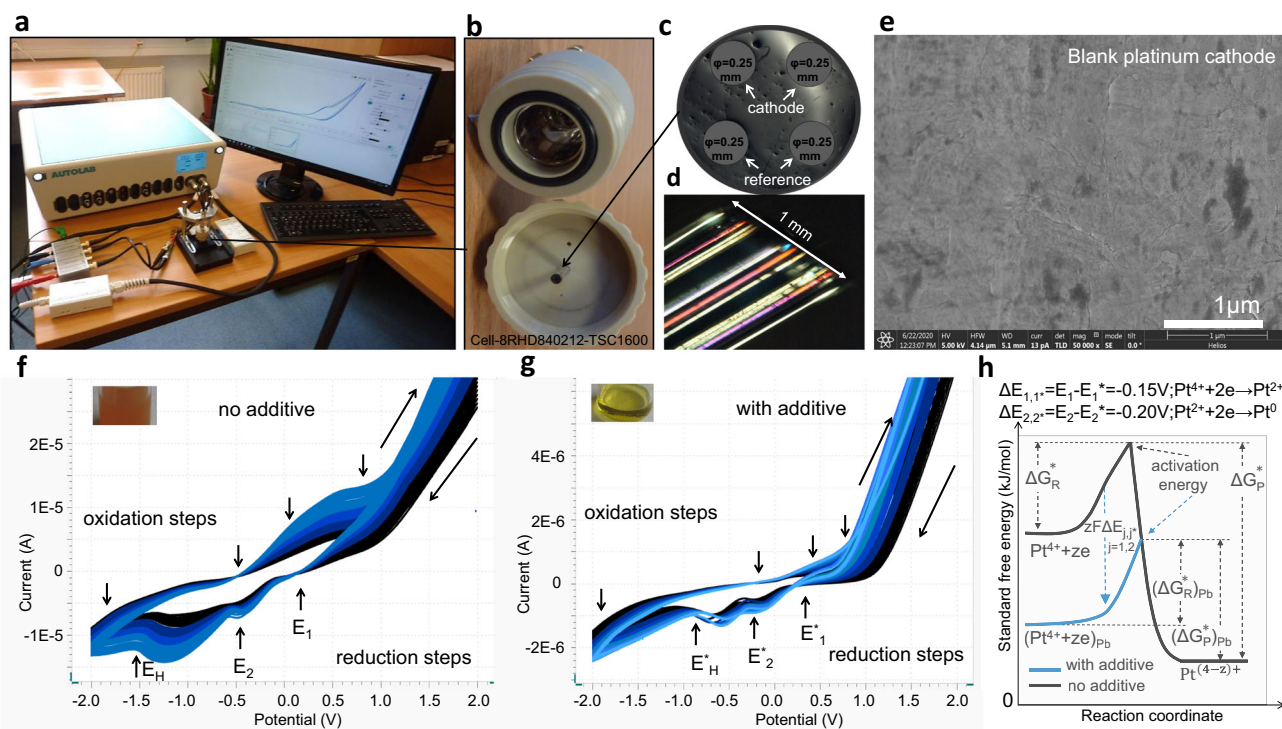 a
AUTOLAB
b
Cell-8RHD840212-TSC1600
c
φ=0.25
mm
φ=0.25
mm
cathode
φ=0.25
mm
φ=0.25
mm
reference
d
1 mm
e
Blank platinum cathode
1μm
6/22/2020
12:23:07 PM
HV
5.00 kV
HFW
4.14 μm
WD
5.1 mm
curr
13 pA
det
TLD
mag
50 000 x
mode
SE
tilt
0.0 °
1 μm
Helios
f
no additive
oxidation steps
reduction steps
E1
E2
EH
Current (A)
2E-5
1E-5
0
-1E-5
-2.0 -1.5 -1.0 -0.5 0.0 0.5 1.0 1.5 2.0
Potential (V)
g
with additive
oxidation steps
reduction steps
E*1
E*2
E*H
Current (A)
4E-6
2E-6
0
-2E-6
-2.0 -1.5 -1.0 -0.5 0.0 0.5 1.0 1.5 2.0
Potential (V)
h
ΔE1,1*=E1-E1*=-0.15V;Pt4++2e→Pt2+
ΔE2,2*=E2-E2*=-0.20V;Pt2++2e→Pt0
Standard free energy (kJ/mol)
ΔG*R
activation
energy
ΔG*P
Pt4++ze
zFΔEj,j*
j=1,2
(ΔG*R)Pb
(Pt4++ze)Pb
(ΔG*P)Pb
Pt(4−z)+
with additive
no additive
0
Reaction coordinate